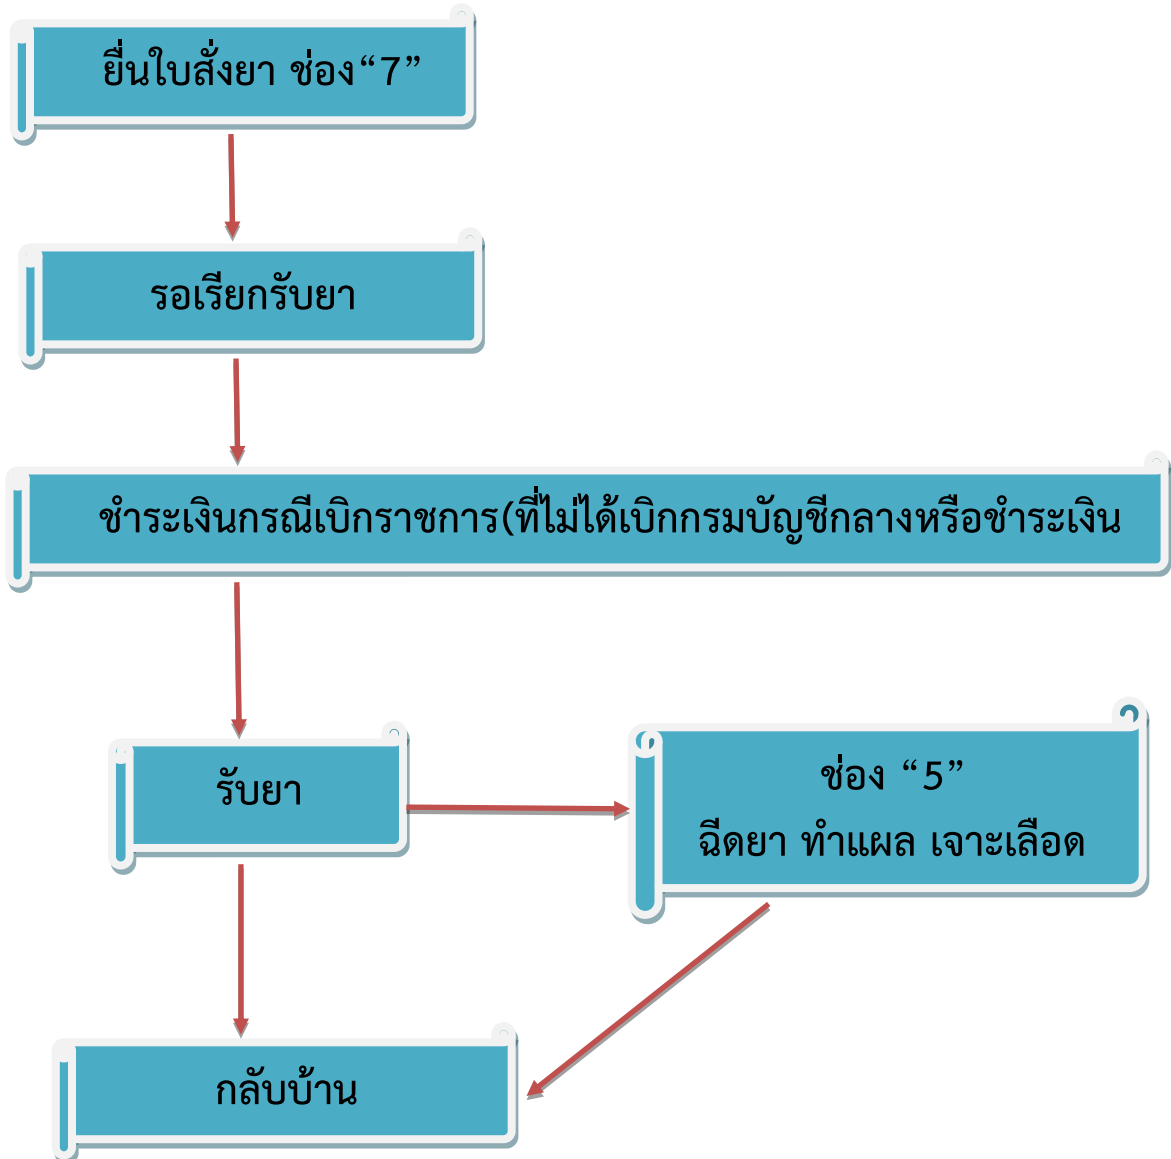 ยื่นใบสั่งยา ช่อง“7”
รอเรียกรับยา
ชำระเงินกรณีเบิกราชการ(ที่ไม่ได้เบิกกรมบัญชีกลางหรือชำระเงิน
รับยา
ช่อง “5”
ฉีดยา ทำแผล เจาะเลือด
กลับบ้าน